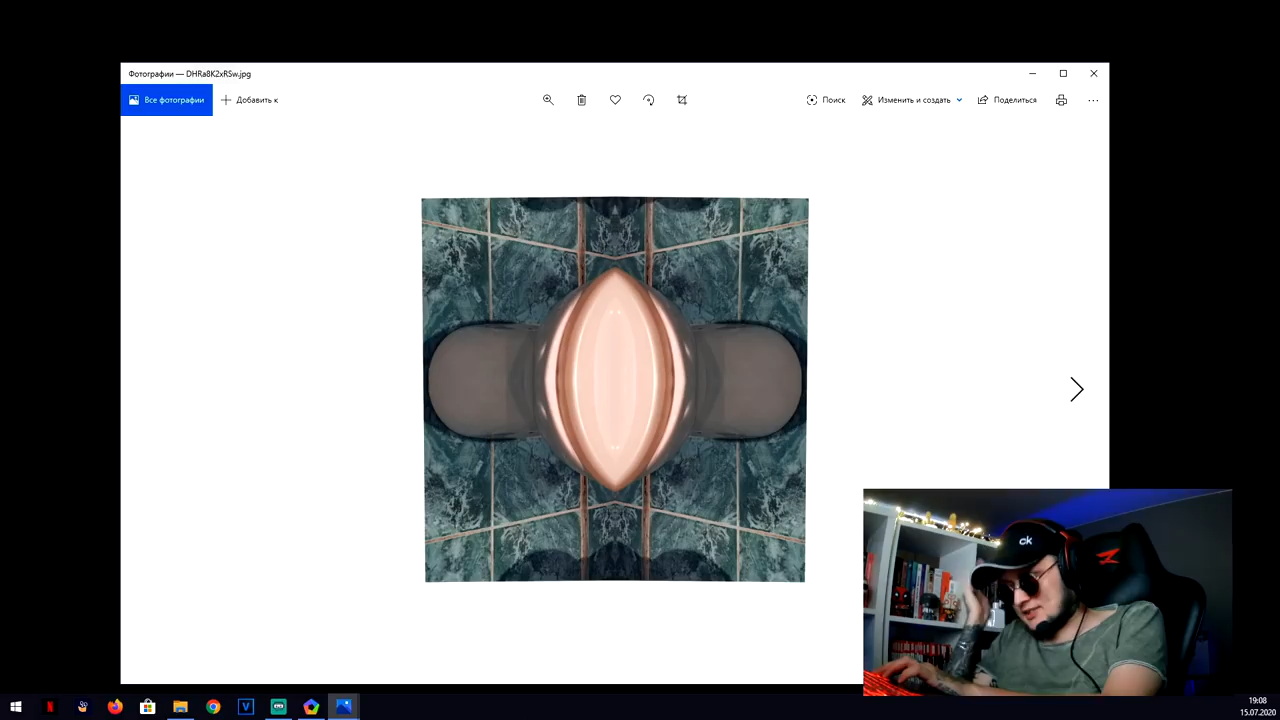 Фотографии — DHRa8K2xRSw.jpg
Все фотографии
Добавить к
Поиск
Изменить и создать
Поделиться
ck
V
19:08
15.07.2020